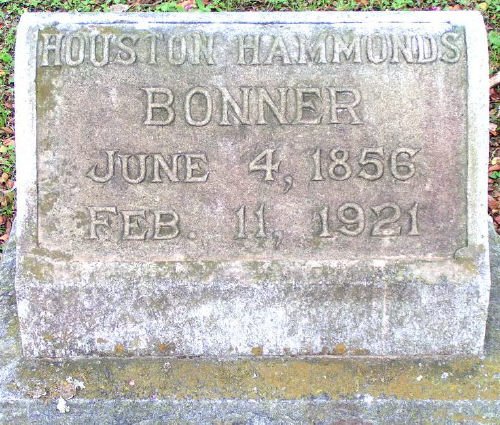 HOUSTON HAMMONDS
BONNER
JUNE 4, 1856
FEB. 11, 1921